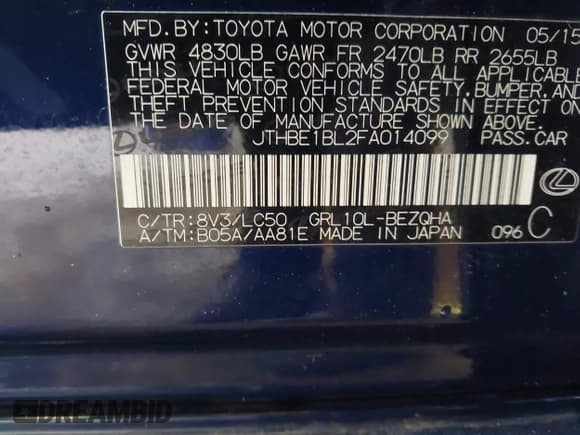 MFD.BY:TOYOTA MOTOR CORPORATION 05/15
GVWR 4830LB GAWR FR 2470LB RR 2655LB
THIS VEHICLE CONFORMS TO ALL APPLICABLE
FEDERAL MOTOR VEHICLE SAFETY,BUMPER,AND
THEFT PREVENTION STANDARDS IN EFFECT ON
THE DATE OF MANUFACTURE SHOWN ABOVE.
JTHBE1BL2FA014099 PASS.CAR
C/TR:8V3/LC50 GRL10L-BEZQHA
A/TM:B05A/AA81E MADE IN JAPAN 096 C
DREAMBID